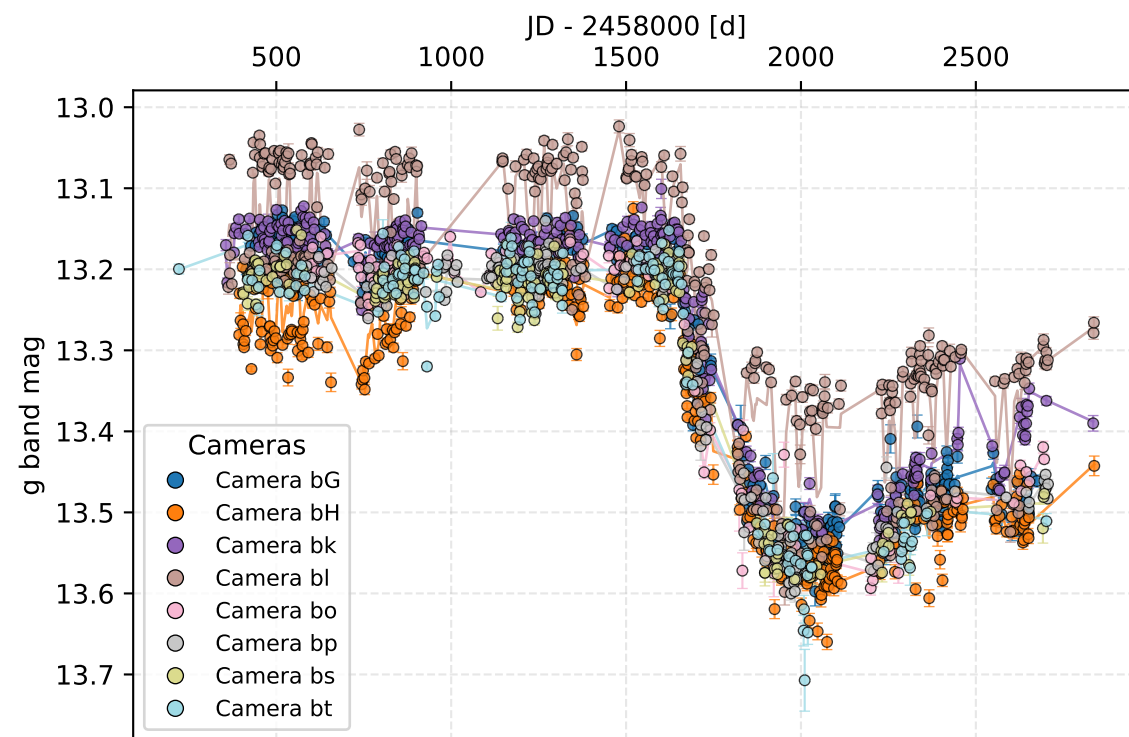 JD - 2458000 [d]
500 1000 1500 2000 2500
g band mag
13.0
13.1
13.2
13.3
13.4
13.5
13.6
13.7
Cameras
Camera bG
Camera bH
Camera bk
Camera bl
Camera bo
Camera bp
Camera bs
Camera bt